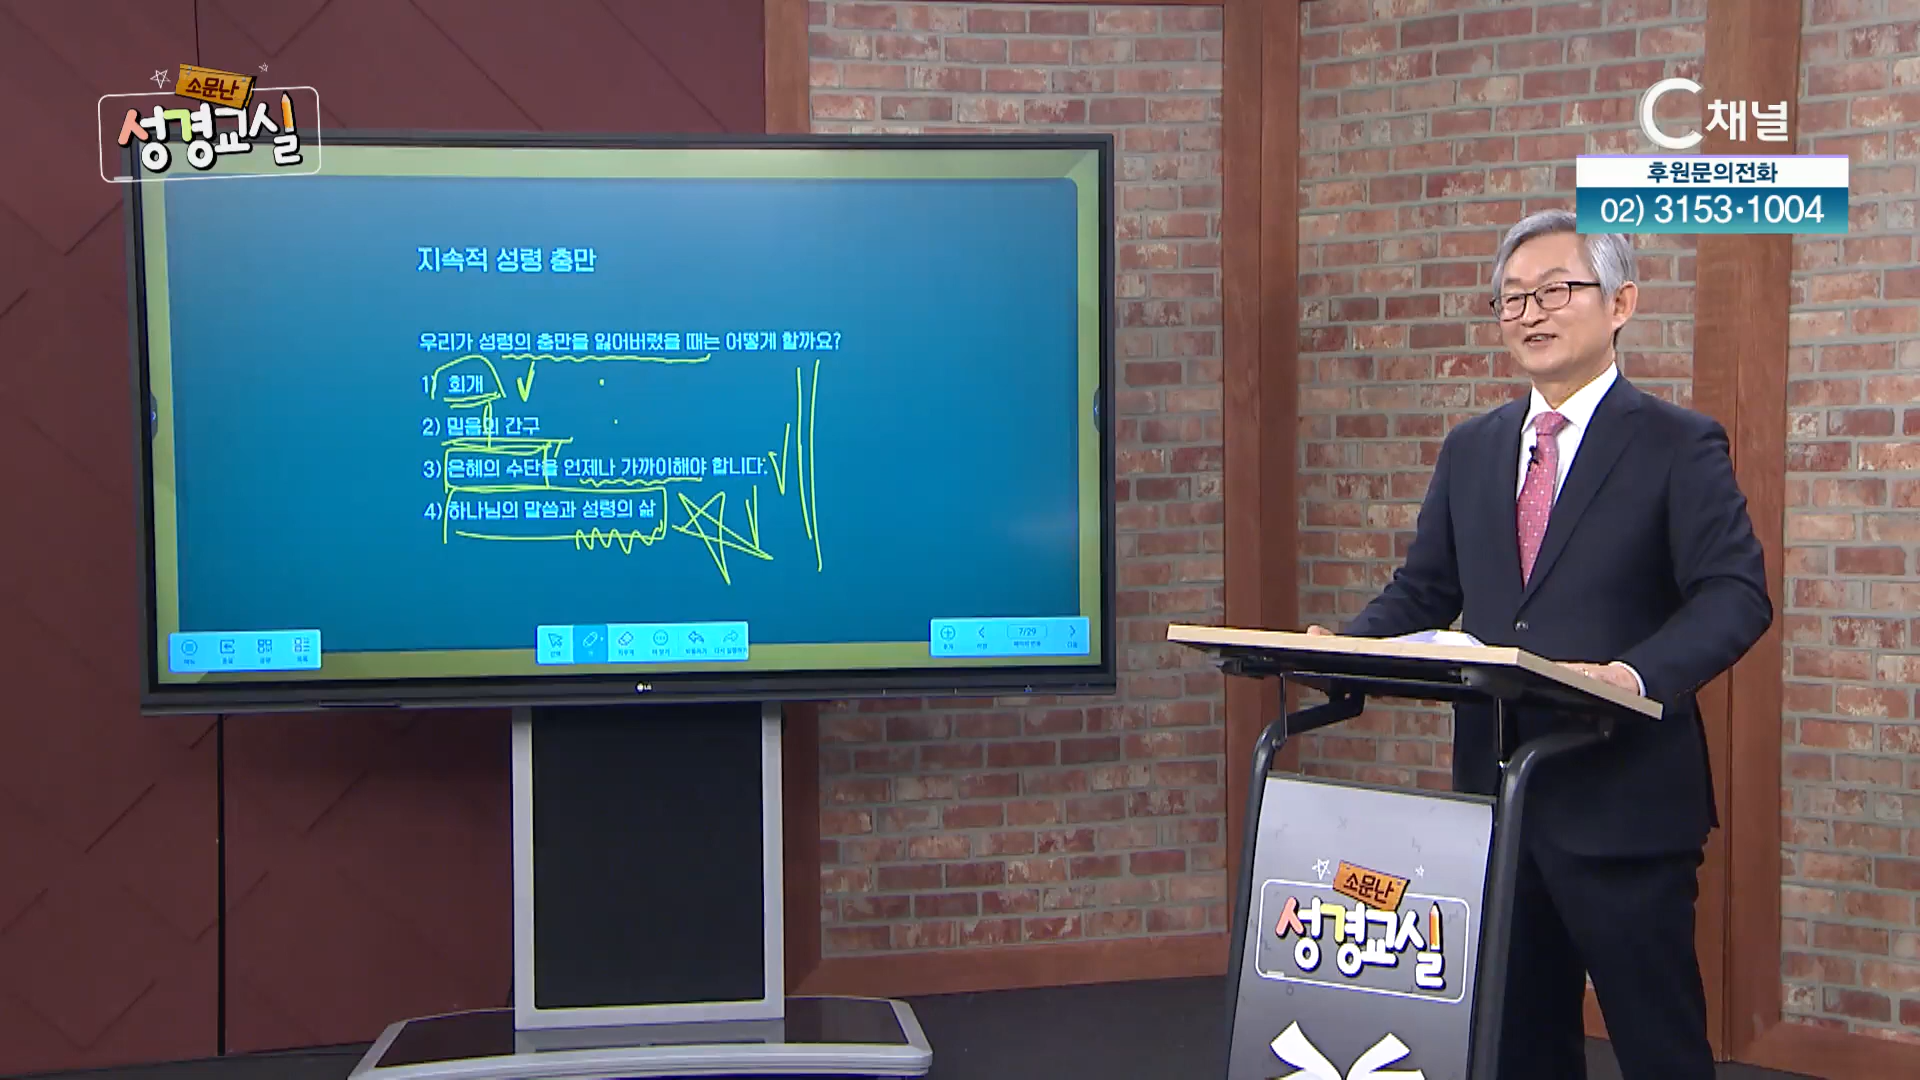 소문난
성경교실
C채널
후원문의전화
02) 3153·1004
지속적 성령 충만
우리가 성령의 충만을 잃어버렸을 때는 어떻게 할까요?
1) 회개
2) 믿음의 간구
3) 은혜의 수단을 언제나 가까이해야 합니다.
4) 하나님의 말씀과 성령의 삶
7/29
LG
소문난
성경교실